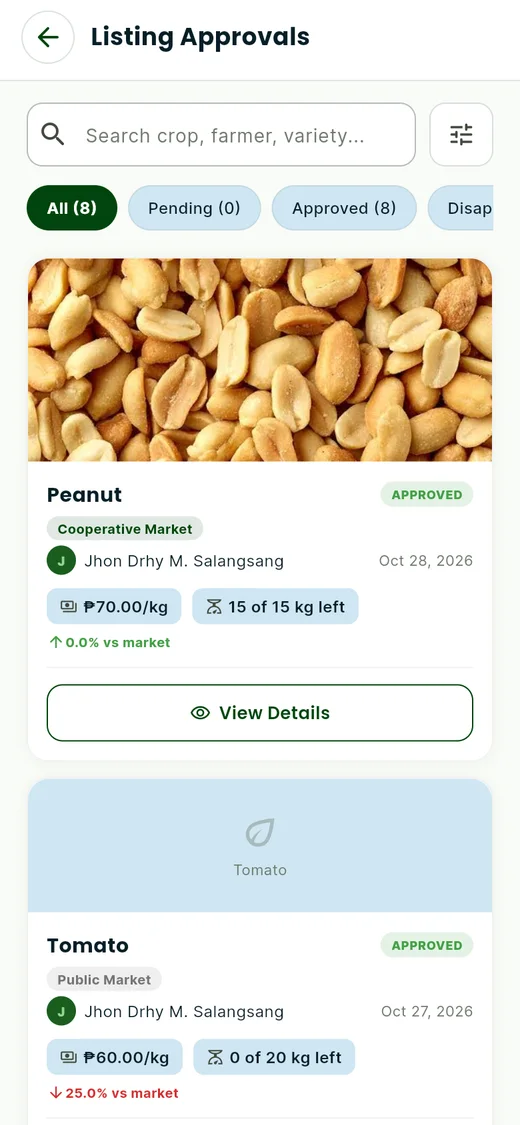 Listing Approvals
Search crop, farmer, variety...
All (8) Pending (0) Approved (8) Disap
Peanut APPROVED
Cooperative Market
J Jhon Drhy M. Salangsang Oct 28, 2026
₱70.00/kg 15 of 15 kg left
0.0% vs market
View Details
Tomato
Tomato APPROVED
Public Market
J Jhon Drhy M. Salangsang Oct 27, 2026
₱60.00/kg 0 of 20 kg left
25.0% vs market